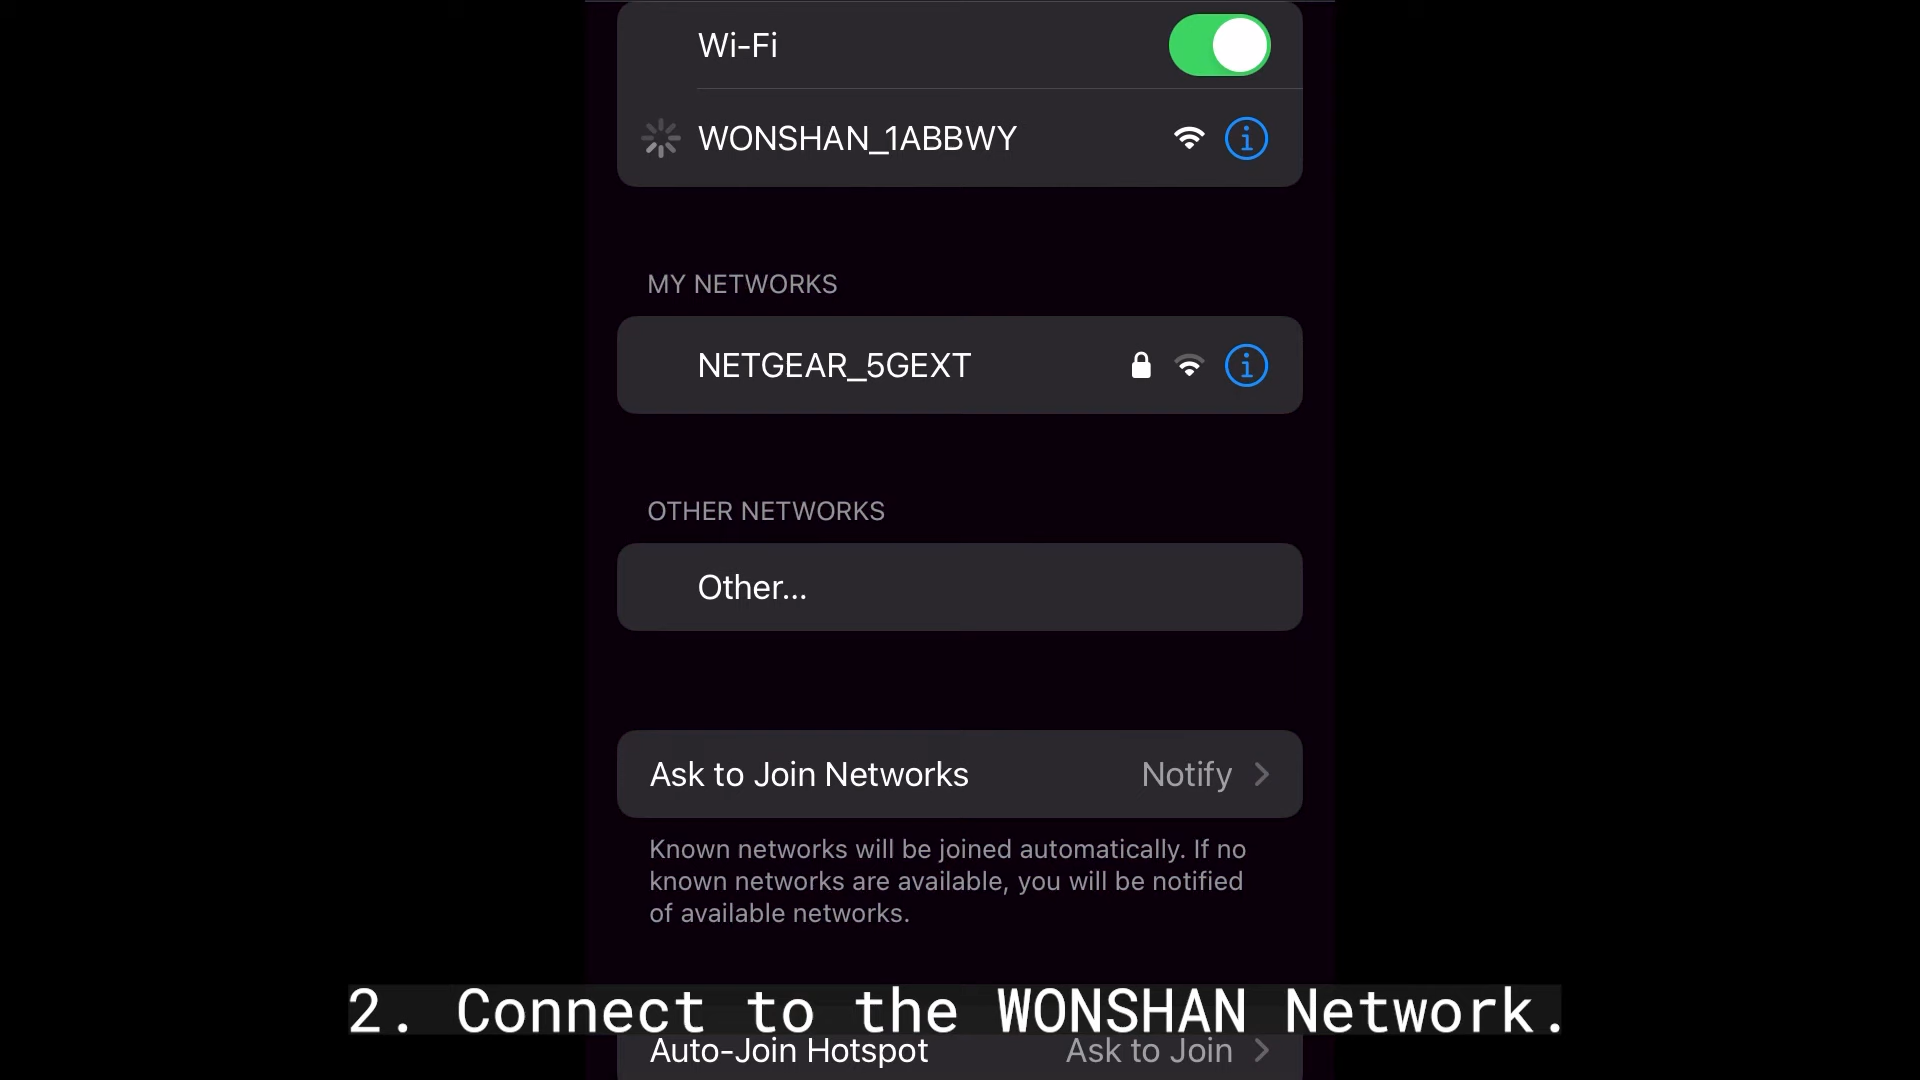 Wi-Fi
WONSHAN_1ABBWY
MY NETWORKS
NETGEAR_5GEXT
OTHER NETWORKS
Other...
Ask to Join Networks Notify
Known networks will be joined automatically. If no
known networks are available, you will be notified
of available networks.
2. Connect to the WONSHAN Network.
Auto-Join Hotspot Ask to Join